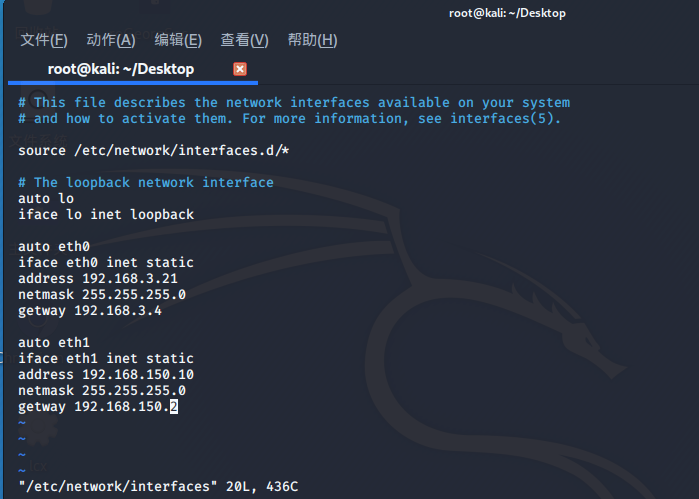 root@kali: ~/Desktop
文件(F) 动作(A) 编辑(E) 查看(V) 帮助(H)
root@kali: ~/Desktop
# This file describes the network interfaces available on your system
# and how to activate them. For more information, see interfaces(5).
source /etc/network/interfaces.d/*
# The loopback network interface
auto lo
iface lo inet loopback
auto eth0
iface eth0 inet static
address 192.168.3.21
netmask 255.255.255.0
getway 192.168.3.4
auto eth1
iface eth1 inet static
address 192.168.150.10
netmask 255.255.255.0
getway 192.168.150.2
~
~
~
~
"/etc/network/interfaces" 20L, 436C